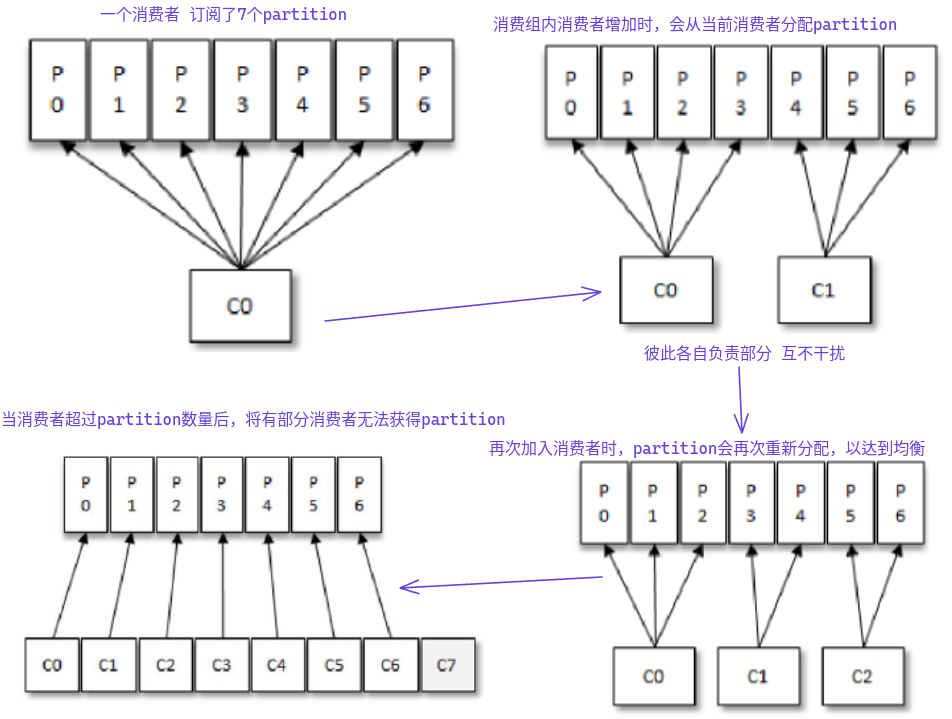 一个消费者 订阅了7个partition
P 0 P 1 P 2 P 3 P 4 P 5 P 6
C0
消费组内消费者增加时，会从当前消费者分配partition
P 0 P 1 P 2 P 3 P 4 P 5 P 6
C0 C1
彼此各自负责部分 互不干扰
再次加入消费者时，partition会再次重新分配，以达到均衡
P 0 P 1 P 2 P 3 P 4 P 5 P 6
C0 C1 C2
当消费者超过partition数量后，将有部分消费者无法获得partition
P 0 P 1 P 2 P 3 P 4 P 5 P 6
C0 C1 C2 C3 C4 C5 C6 C7